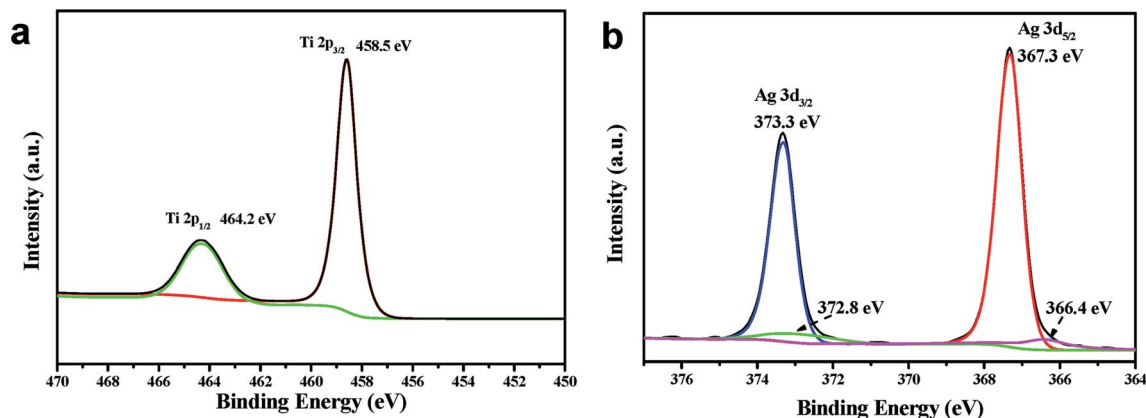 a
Ti 2p3/2 458.5 eV
Ti 2p1/2 464.2 eV
Intensity (a.u.)
470 468 466 464 462 460 458 456 454 452 450
Binding Energy (eV)
b
Ag 3d5/2
367.3 eV
Ag 3d3/2
373.3 eV
372.8 eV
366.4 eV
Intensity (a.u.)
376 374 372 370 368 366 364
Binding Energy (eV)